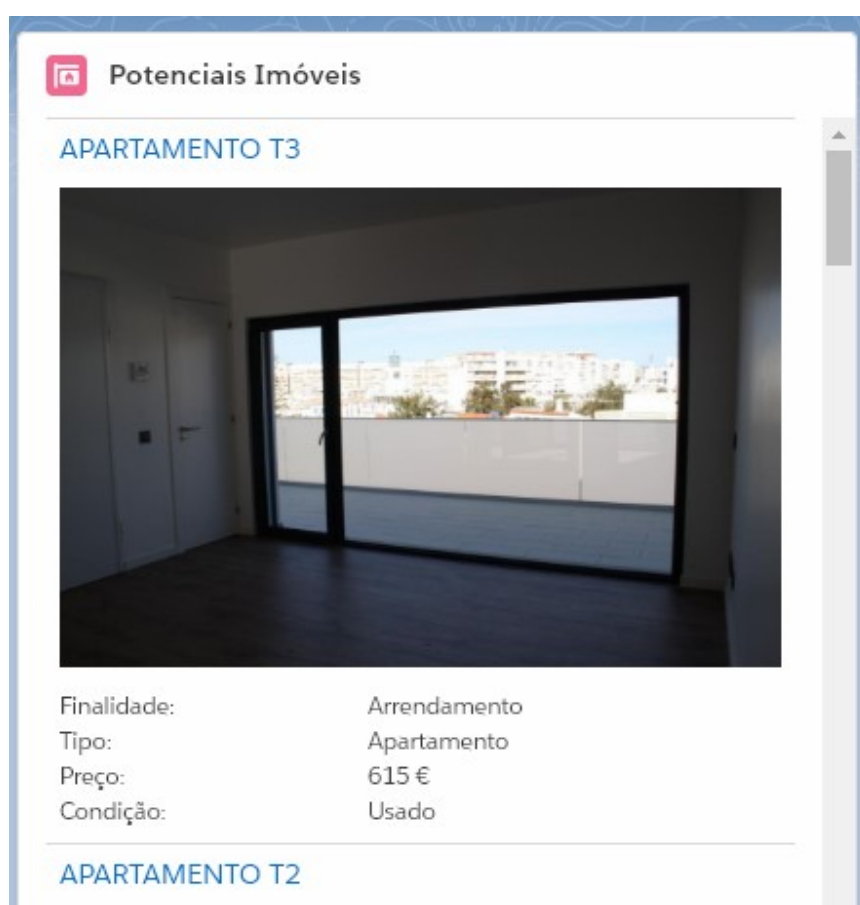 Potenciais Imóveis
APARTAMENTO T3
Finalidade: Arrendamento
Tipo: Apartamento
Preço: 615 €
Condição: Usado
APARTAMENTO T2